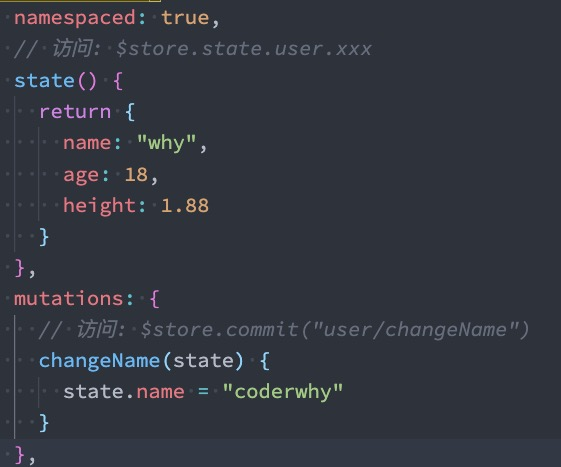 namespaced: true,
// 访问: $store.state.user.xxx
state() {
return {
name: "why",
age: 18,
height: 1.88
}
},
mutations: {
// 访问: $store.commit("user/changeName")
changeName(state) {
state.name = "coderwhy"
}
},